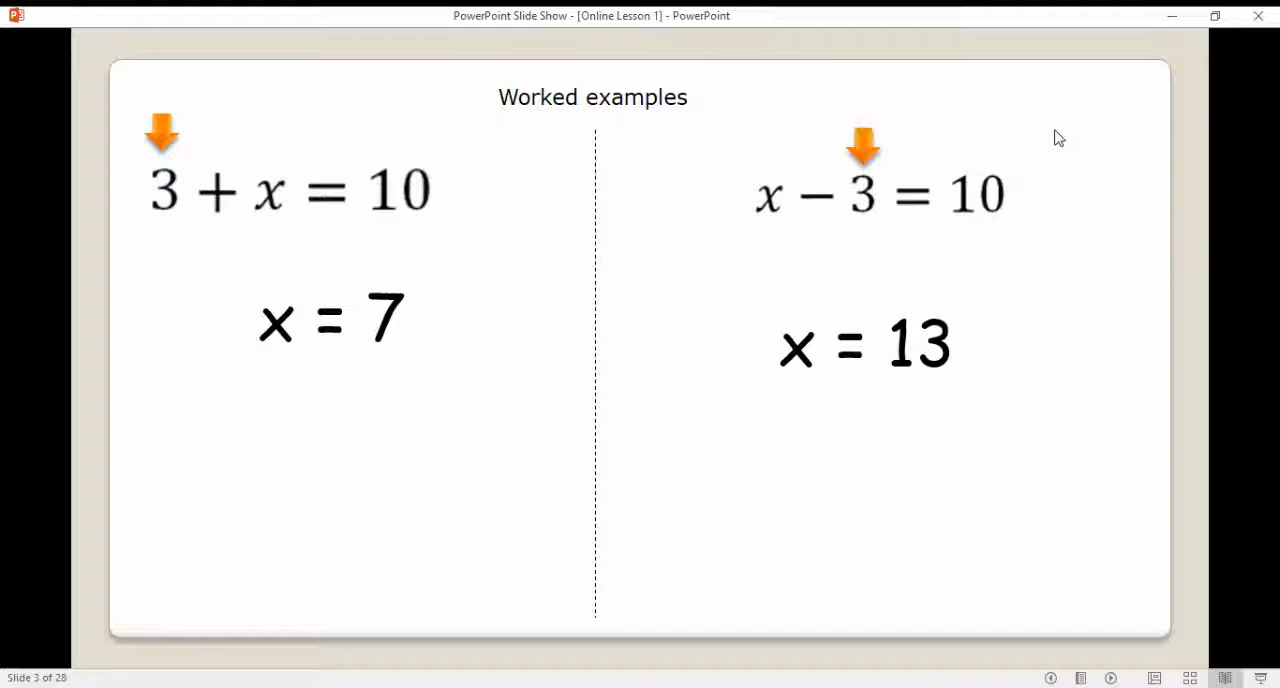 PowerPoint Slide Show - [Online Lesson 1] - PowerPoint
Worked examples
3 + x = 10
x = 7
x − 3 = 10
x = 13
Slide 3 of 28